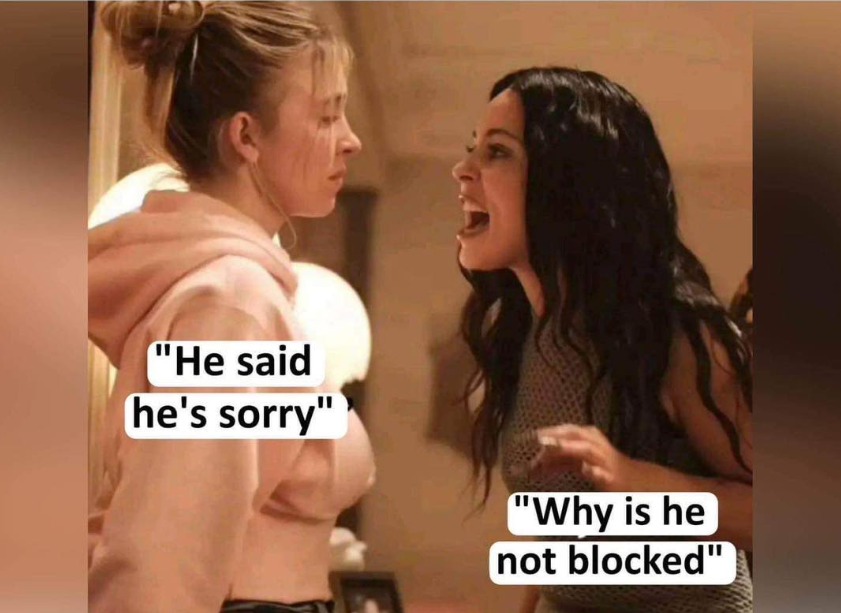 "He said
he's sorry"
"Why is he
not blocked"